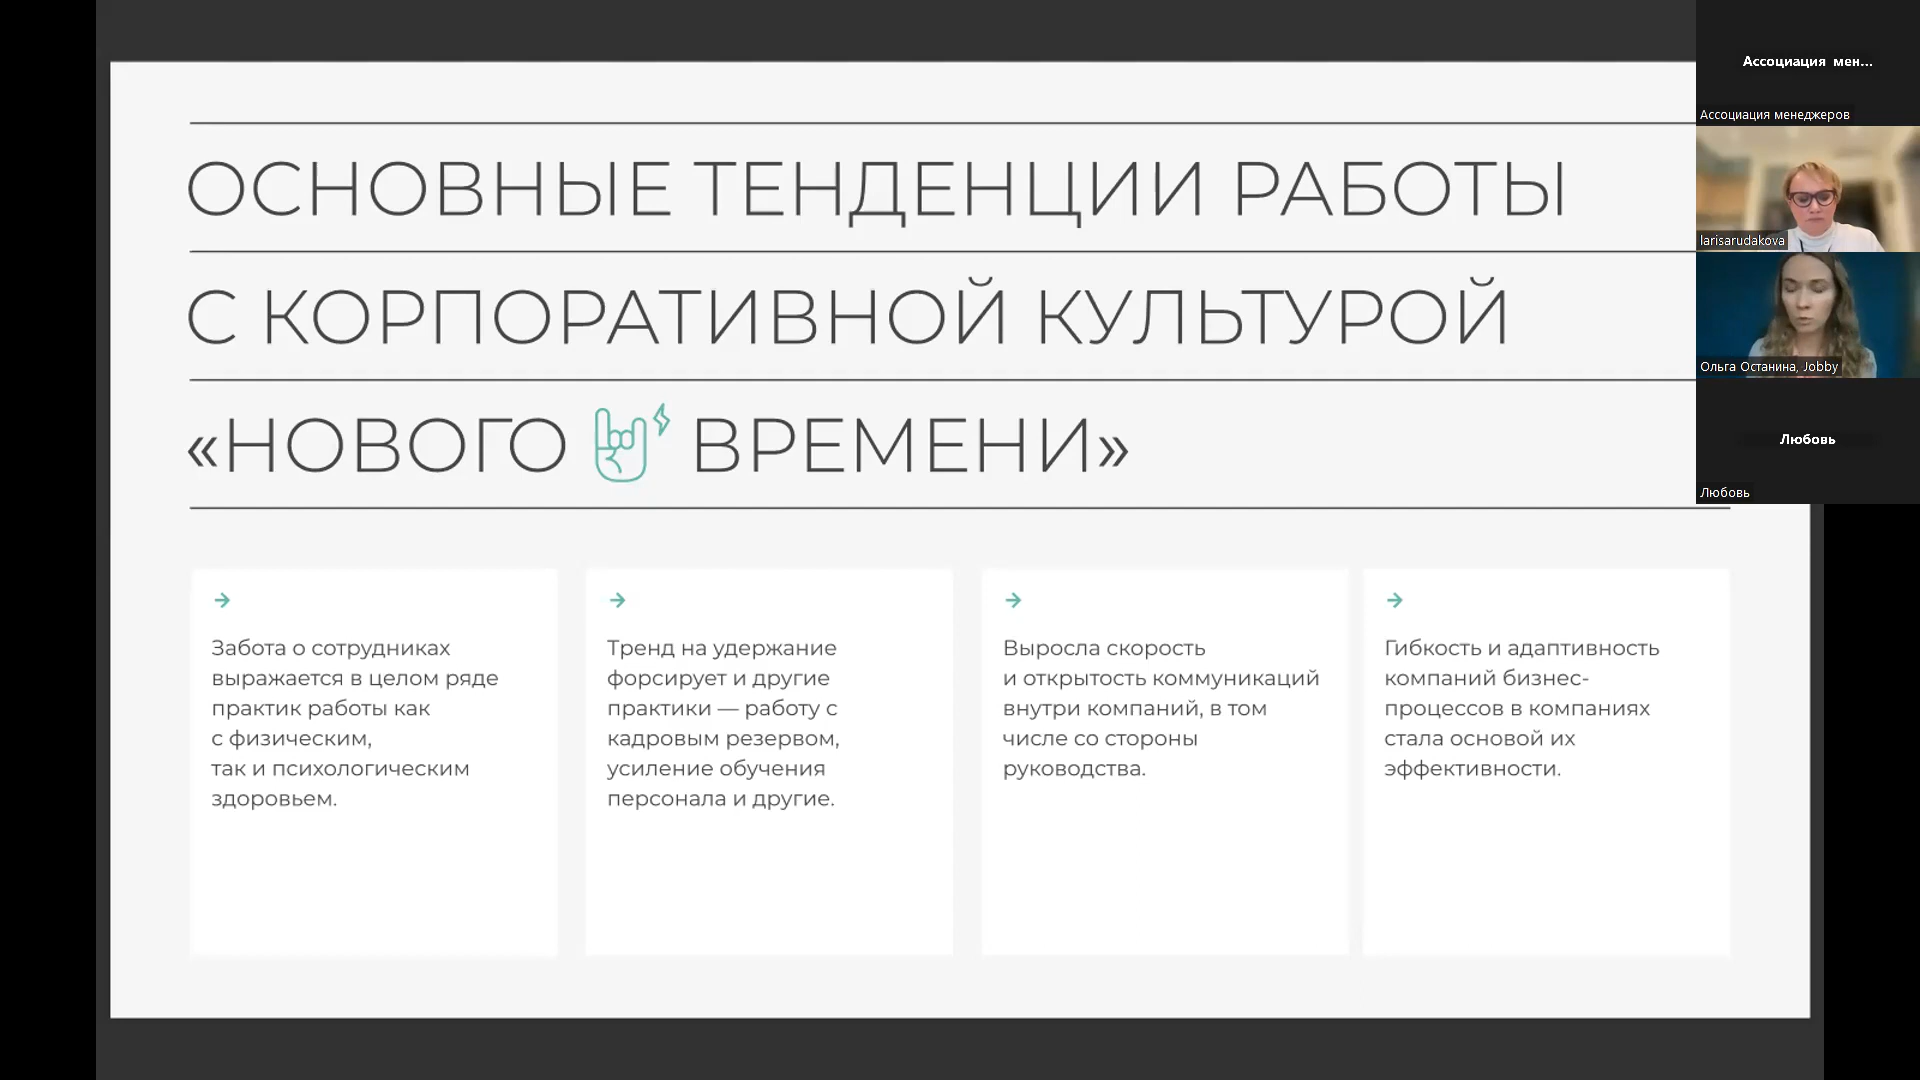 ОСНОВНЫЕ ТЕНДЕНЦИИ РАБОТЫ
С КОРПОРАТИВНОЙ КУЛЬТУРОЙ
«НОВОГО ВРЕМЕНИ»
→
Забота о сотрудниках
выражается в целом ряде
практик работы как
с физическим,
так и психологическим
здоровьем.
→
Тренд на удержание
форсирует и другие
практики — работу с
кадровым резервом,
усиление обучения
персонала и другие.
→
Выросла скорость
и открытость коммуникаций
внутри компаний, в том
числе со стороны
руководства.
→
Гибкость и адаптивность
компаний бизнес-
процессов в компаниях
стала основой их
эффективности.
Ассоциация мен...
Ассоциация менеджеров
larisarudakova
Ольга Останина, Jobby
Любовь
Любовь